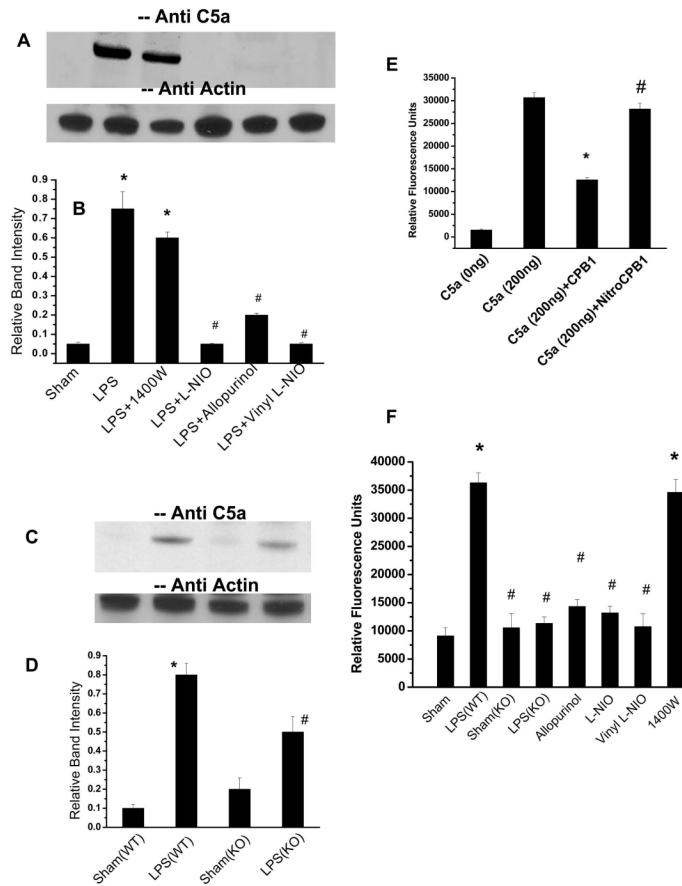 -- Anti C5a
A
-- Anti Actin
B
Relative Band Intensity
0.9
0.8
0.7
0.6
0.5
0.4
0.3
0.2
0.1
0.0
*
*
#
#
#
Sham
LPS
LPS+1400W
LPS+L-NIO
LPS+Allopurinol
LPS+Vinyl L-NIO
-- Anti C5a
C
-- Anti Actin
D
Relative Band Intensity
0.9
0.8
0.7
0.6
0.5
0.4
0.3
0.2
0.1
0.0
*
#
Sham(WT)
LPS(WT)
Sham(KO)
LPS(KO)
E
Relative Fluorescence Units
35000
30000
25000
20000
15000
10000
5000
0
*
#
C5a (0ng)
C5a (200ng)
C5a (200ng)+CPB1
C5a (200ng)+NitroCPB1
F
Relative Fluorescence Units
40000
35000
30000
25000
20000
15000
10000
5000
0
*
#
#
#
#
#
*
Sham
LPS(WT)
Sham(KO)
LPS(KO)
Allopurinol
L-NIO
Vinyl L-NIO
1400W